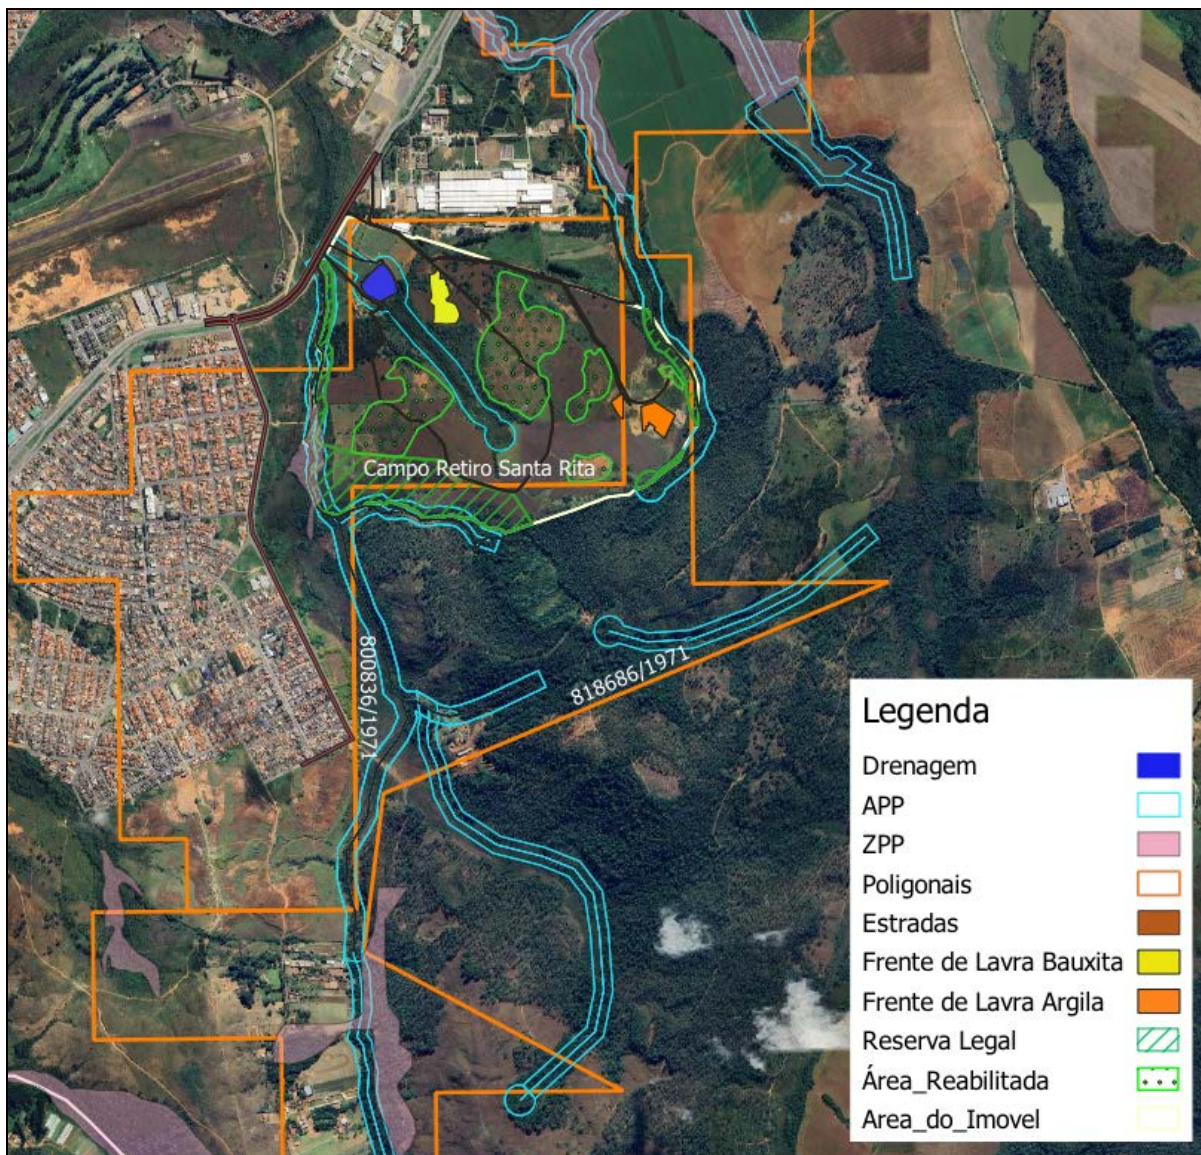 Campo Retiro Santa Rita
800836/1971
818686/1971
Legenda
Drenagem
APP
ZPP
Poligonais
Estradas
Frente de Lavra Bauxita
Frente de Lavra Argila
Reserva Legal
Área_Reabilitada
Area_do_Imovel